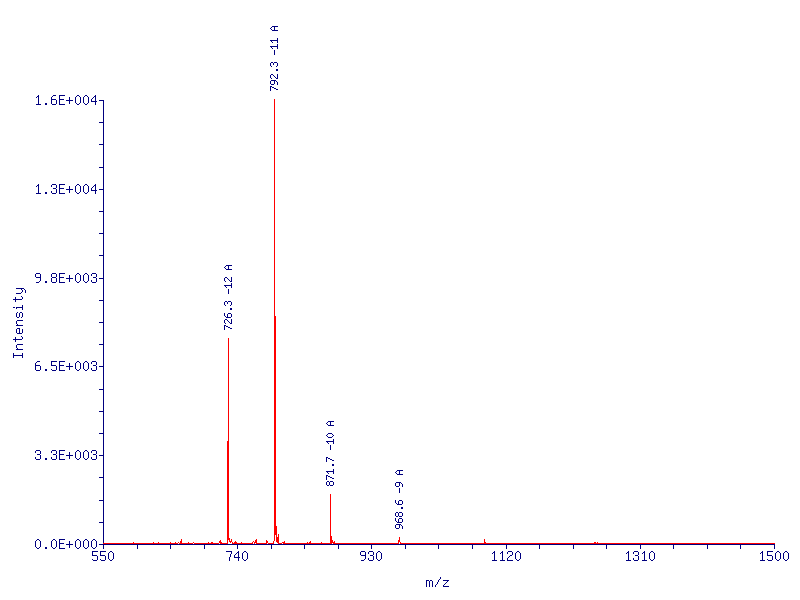 792.3 -11 A
1.6E+004
1.3E+004
726.3 -12 A
9.8E+003
Intensity
6.5E+003
871.7 -10 A
3.3E+003
968.6 -9 A
0.0E+000
550 740 930 1120 1310 1500
m/z